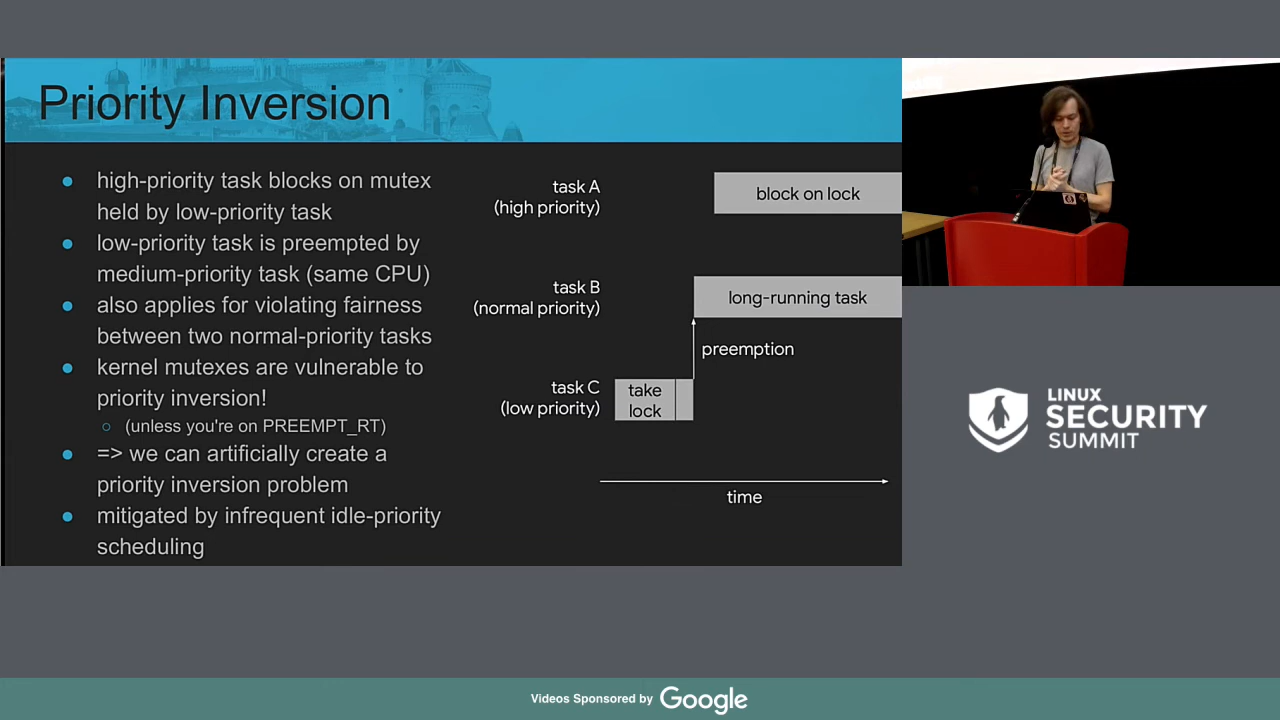 Priority Inversion
● high-priority task blocks on mutex
held by low-priority task
● low-priority task is preempted by
medium-priority task (same CPU)
● also applies for violating fairness
between two normal-priority tasks
● kernel mutexes are vulnerable to
priority inversion!
○ (unless you're on PREEMPT_RT)
● => we can artificially create a
priority inversion problem
● mitigated by infrequent idle-priority
scheduling
task A
(high priority)
block on lock
task B
(normal priority)
long-running task
preemption
task C
(low priority)
take
lock
time
LINUX
SECURITY
SUMMIT
Videos Sponsored by Google